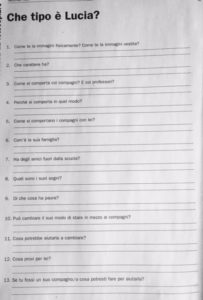 Che tipo è Lucia?
1. Come te la immagini fisicamente? Come te la immagini vestita?
2. Che carattere ha?
3. Come si comporta coi compagni? E coi professori?
4. Perché si comporta in quel modo?
5. Come si comportano i compagni con lei?
6. Com'è la sua famiglia?
7. Ha degli amici fuori dalla scuola?
8. Quali sono i suoi sogni?
9. Di che cosa ha paura?
10. Può cambiare il suo modo di stare in mezzo ai compagni?
11. Cosa potrebbe aiutarla a cambiare?
12. Cosa provi per lei?
13. Se tu fossi un suo compagno/a cosa potresti fare per aiutarla?